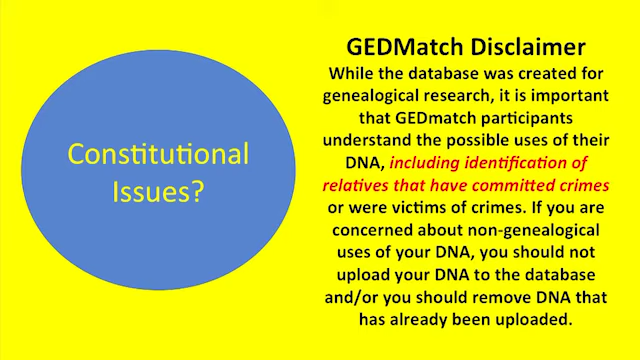 Constitutional
Issues?
GEDMatch Disclaimer
While the database was created for
genealogical research, it is important
that GEDmatch participants
understand the possible uses of their
DNA, including identification of
relatives that have committed crimes
or were victims of crimes. If you are
concerned about non-genealogical
uses of your DNA, you should not
upload your DNA to the database
and/or you should remove DNA that
has already been uploaded.